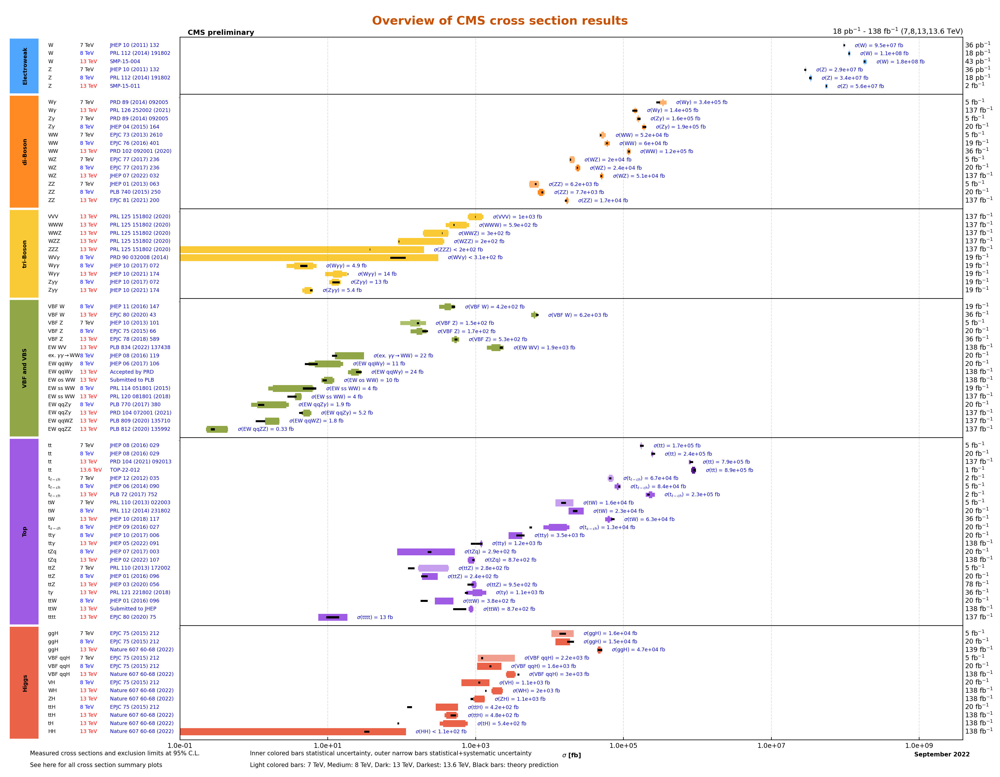 Overview of CMS cross section results
CMS preliminary 18 pb⁻¹ - 138 fb⁻¹ (7,8,13,13.6 TeV)
Electroweak
W 7 TeV JHEP 10 (2011) 132 σ(W) = 9.5e+07 fb 36 pb⁻¹
W 8 TeV PRL 112 (2014) 191802 σ(W) = 1.1e+08 fb 18 pb⁻¹
W 13 TeV SMP-15-004 σ(W) = 1.8e+08 fb 43 pb⁻¹
Z 7 TeV JHEP 10 (2011) 132 σ(Z) = 2.9e+07 fb 36 pb⁻¹
Z 8 TeV PRL 112 (2014) 191802 σ(Z) = 3.4e+07 fb 18 pb⁻¹
Z 13 TeV SMP-15-011 σ(Z) = 5.6e+07 fb 2 fb⁻¹
di-Boson
Wγ 7 TeV PRD 89 (2014) 092005 σ(Wγ) = 3.4e+05 fb 5 fb⁻¹
Wγ 13 TeV PRL 126 252002 (2021) σ(Wγ) = 1.4e+05 fb 137 fb⁻¹
Zγ 7 TeV PRD 89 (2014) 092005 σ(Zγ) = 1.6e+05 fb 5 fb⁻¹
Zγ 8 TeV JHEP 04 (2015) 164 σ(Zγ) = 1.9e+05 fb 20 fb⁻¹
WW 7 TeV EPJC 73 (2013) 2610 σ(WW) = 5.2e+04 fb 5 fb⁻¹
WW 8 TeV EPJC 76 (2016) 401 σ(WW) = 6e+04 fb 19 fb⁻¹
WW 13 TeV PRD 102 092001 (2020) σ(WW) = 1.2e+05 fb 36 fb⁻¹
WZ 7 TeV EPJC 77 (2017) 236 σ(WZ) = 2e+04 fb 5 fb⁻¹
WZ 8 TeV EPJC 77 (2017) 236 σ(WZ) = 2.4e+04 fb 20 fb⁻¹
WZ 13 TeV JHEP 07 (2022) 032 σ(WZ) = 5.1e+04 fb 137 fb⁻¹
ZZ 7 TeV JHEP 01 (2013) 063 σ(ZZ) = 6.2e+03 fb 5 fb⁻¹
ZZ 8 TeV PLB 740 (2015) 250 σ(ZZ) = 7.7e+03 fb 20 fb⁻¹
ZZ 13 TeV EPJC 81 (2021) 200 σ(ZZ) = 1.7e+04 fb 137 fb⁻¹
tri-Boson
VVV 13 TeV PRL 125 151802 (2020) σ(VVV) = 1e+03 fb 137 fb⁻¹
WWW 13 TeV PRL 125 151802 (2020) σ(WWW) = 5.9e+02 fb 137 fb⁻¹
WWZ 13 TeV PRL 125 151802 (2020) σ(WWZ) = 3e+02 fb 137 fb⁻¹
WZZ 13 TeV PRL 125 151802 (2020) σ(WZZ) = 2e+02 fb 137 fb⁻¹
ZZZ 13 TeV PRL 125 151802 (2020) σ(ZZZ) < 2e+02 fb 137 fb⁻¹
WVγ 8 TeV PRD 90 032008 (2014) σ(WVγ) < 3.1e+02 fb 19 fb⁻¹
Wγγ 8 TeV JHEP 10 (2017) 072 σ(Wγγ) = 4.9 fb 19 fb⁻¹
Wγγ 13 TeV JHEP 10 (2021) 174 σ(Wγγ) = 14 fb 19 fb⁻¹
Zγγ 8 TeV JHEP 10 (2017) 072 σ(Zγγ) = 13 fb 19 fb⁻¹
Zγγ 13 TeV JHEP 10 (2021) 174 σ(Zγγ) = 5.4 fb 19 fb⁻¹
VBF and VBS
VBF W 8 TeV JHEP 11 (2016) 147 σ(VBF W) = 4.2e+02 fb 19 fb⁻¹
VBF W 13 TeV EPJC 80 (2020) 43 σ(VBF W) = 6.2e+03 fb 36 fb⁻¹
VBF Z 7 TeV JHEP 10 (2013) 101 σ(VBF Z) = 1.5e+02 fb 5 fb⁻¹
VBF Z 8 TeV EPJC 75 (2015) 66 σ(VBF Z) = 1.7e+02 fb 20 fb⁻¹
VBF Z 13 TeV EPJC 78 (2018) 589 σ(VBF Z) = 5.3e+02 fb 36 fb⁻¹
EW WV 13 TeV PLB 834 (2022) 137438 σ(EW WV) = 1.9e+03 fb 138 fb⁻¹
ex. γγ→WW 8 TeV JHEP 08 (2016) 119 σ(ex. γγ→WW) = 22 fb 20 fb⁻¹
EW qqWγ 8 TeV JHEP 06 (2017) 106 σ(EW qqWγ) = 11 fb 20 fb⁻¹
EW qqWγ 13 TeV Accepted by PRD σ(EW qqWγ) = 24 fb 138 fb⁻¹
EW os WW 13 TeV Submitted to PLB σ(EW os WW) = 10 fb 138 fb⁻¹
EW ss WW 8 TeV PRL 114 051801 (2015) σ(EW ss WW) = 4 fb 19 fb⁻¹
EW ss WW 13 TeV PRL 120 081801 (2018) σ(EW ss WW) = 4 fb 137 fb⁻¹
EW qqZγ 8 TeV PLB 770 (2017) 380 σ(EW qqZγ) = 1.9 fb 20 fb⁻¹
EW qqZγ 13 TeV PRD 104 072001 (2021) σ(EW qqZγ) = 5.2 fb 137 fb⁻¹
EW qqWZ 13 TeV PLB 809 (2020) 135710 σ(EW qqWZ) = 1.8 fb 137 fb⁻¹
EW qqZZ 13 TeV PLB 812 (2020) 135992 σ(EW qqZZ) = 0.33 fb 137 fb⁻¹
Top
tt 7 TeV JHEP 08 (2016) 029 σ(tt) = 1.7e+05 fb 5 fb⁻¹
tt 8 TeV JHEP 08 (2016) 029 σ(tt) = 2.4e+05 fb 20 fb⁻¹
tt 13 TeV PRD 104 (2021) 092013 σ(tt) = 7.9e+05 fb 137 fb⁻¹
tt 13.6 TeV TOP-22-012 σ(tt) = 8.9e+05 fb 1 fb⁻¹
t_t−ch 7 TeV JHEP 12 (2012) 035 σ(t_t−ch) = 6.7e+04 fb 2 fb⁻¹
t_t−ch 8 TeV JHEP 06 (2014) 090 σ(t_t−ch) = 8.4e+04 fb 5 fb⁻¹
t_t−ch 13 TeV PLB 72 (2017) 752 σ(t_t−ch) = 2.3e+05 fb 2 fb⁻¹
tW 7 TeV PRL 110 (2013) 022003 σ(tW) = 1.6e+04 fb 5 fb⁻¹
tW 8 TeV PRL 112 (2014) 231802 σ(tW) = 2.3e+04 fb 20 fb⁻¹
tW 13 TeV JHEP 10 (2018) 117 σ(tW) = 6.3e+04 fb 36 fb⁻¹
t_s−ch 8 TeV JHEP 09 (2016) 027 σ(t_s−ch) = 1.3e+04 fb 20 fb⁻¹
ttγ 8 TeV JHEP 10 (2017) 006 σ(ttγ) = 3.5e+03 fb 20 fb⁻¹
ttγ 13 TeV JHEP 05 (2022) 091 σ(ttγ) = 1.2e+03 fb 138 fb⁻¹
tZq 8 TeV JHEP 07 (2017) 003 σ(tZq) = 2.9e+02 fb 20 fb⁻¹
tZq 13 TeV JHEP 02 (2022) 107 σ(tZq) = 8.7e+02 fb 138 fb⁻¹
ttZ 7 TeV PRL 110 (2013) 172002 σ(ttZ) = 2.8e+02 fb 5 fb⁻¹
ttZ 8 TeV JHEP 01 (2016) 096 σ(ttZ) = 2.4e+02 fb 20 fb⁻¹
ttZ 13 TeV JHEP 03 (2020) 056 σ(ttZ) = 9.5e+02 fb 78 fb⁻¹
tγ 13 TeV PRL 121 221802 (2018) σ(tγ) = 1.1e+03 fb 36 fb⁻¹
ttW 8 TeV JHEP 01 (2016) 096 σ(ttW) = 3.8e+02 fb 20 fb⁻¹
ttW 13 TeV Submitted to JHEP σ(ttW) = 8.7e+02 fb 138 fb⁻¹
tttt 13 TeV EPJC 80 (2020) 75 σ(tttt) = 13 fb 137 fb⁻¹
Higgs
ggH 7 TeV EPJC 75 (2015) 212 σ(ggH) = 1.6e+04 fb 5 fb⁻¹
ggH 8 TeV EPJC 75 (2015) 212 σ(ggH) = 1.5e+04 fb 20 fb⁻¹
ggH 13 TeV Nature 607 60-68 (2022) σ(ggH) = 4.7e+04 fb 139 fb⁻¹
VBF qqH 7 TeV EPJC 75 (2015) 212 σ(VBF qqH) = 2.2e+03 fb 5 fb⁻¹
VBF qqH 8 TeV EPJC 75 (2015) 212 σ(VBF qqH) = 1.6e+03 fb 20 fb⁻¹
VBF qqH 13 TeV Nature 607 60-68 (2022) σ(VBF qqH) = 3e+03 fb 138 fb⁻¹
VH 8 TeV EPJC 75 (2015) 212 σ(VH) = 1.1e+03 fb 20 fb⁻¹
WH 13 TeV Nature 607 60-68 (2022) σ(WH) = 2e+03 fb 138 fb⁻¹
ZH 13 TeV Nature 607 60-68 (2022) σ(ZH) = 1.1e+03 fb 138 fb⁻¹
ttH 8 TeV EPJC 75 (2015) 212 σ(ttH) = 4.2e+02 fb 20 fb⁻¹
ttH 13 TeV Nature 607 60-68 (2022) σ(ttH) = 4.8e+02 fb 138 fb⁻¹
tH 13 TeV Nature 607 60-68 (2022) σ(tH) = 5.4e+02 fb 138 fb⁻¹
HH 13 TeV Nature 607 60-68 (2022) σ(HH) < 1.1e+02 fb 138 fb⁻¹
1.0e-01 1.0e+01 1.0e+03 1.0e+05 1.0e+07 1.0e+09
Measured cross sections and exclusion limits at 95% C.L. Inner colored bars statistical uncertainty, outer narrow bars statistical+systematic uncertainty σ [fb] September 2022
See here for all cross section summary plots Light colored bars: 7 TeV, Medium: 8 TeV, Dark: 13 TeV, Darkest: 13.6 TeV, Black bars: theory prediction